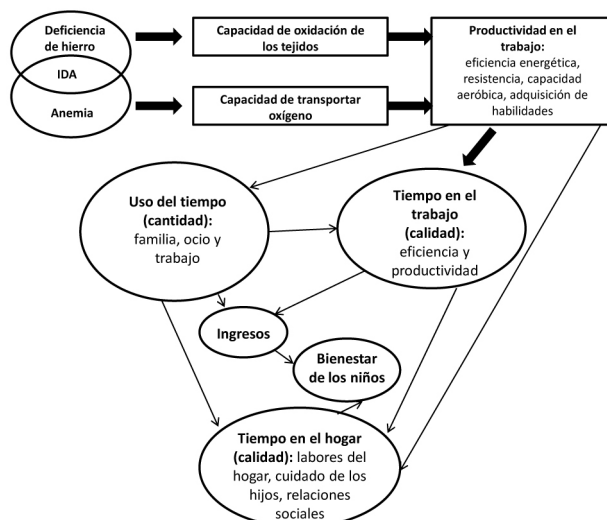 Deficiencia
de hierro
IDA
Anemia
Capacidad de oxidación de
los tejidos
Capacidad de transportar
oxígeno
Productividad en el
trabajo:
eficiencia energética,
resistencia, capacidad
aeróbica, adquisición de
habilidades
Uso del tiempo
(cantidad):
familia, ocio y
trabajo
Tiempo en el
trabajo
(calidad):
eficiencia y
productividad
Ingresos
Bienestar
de los niños
Tiempo en el hogar
(calidad): labores del
hogar, cuidado de los
hijos, relaciones
sociales